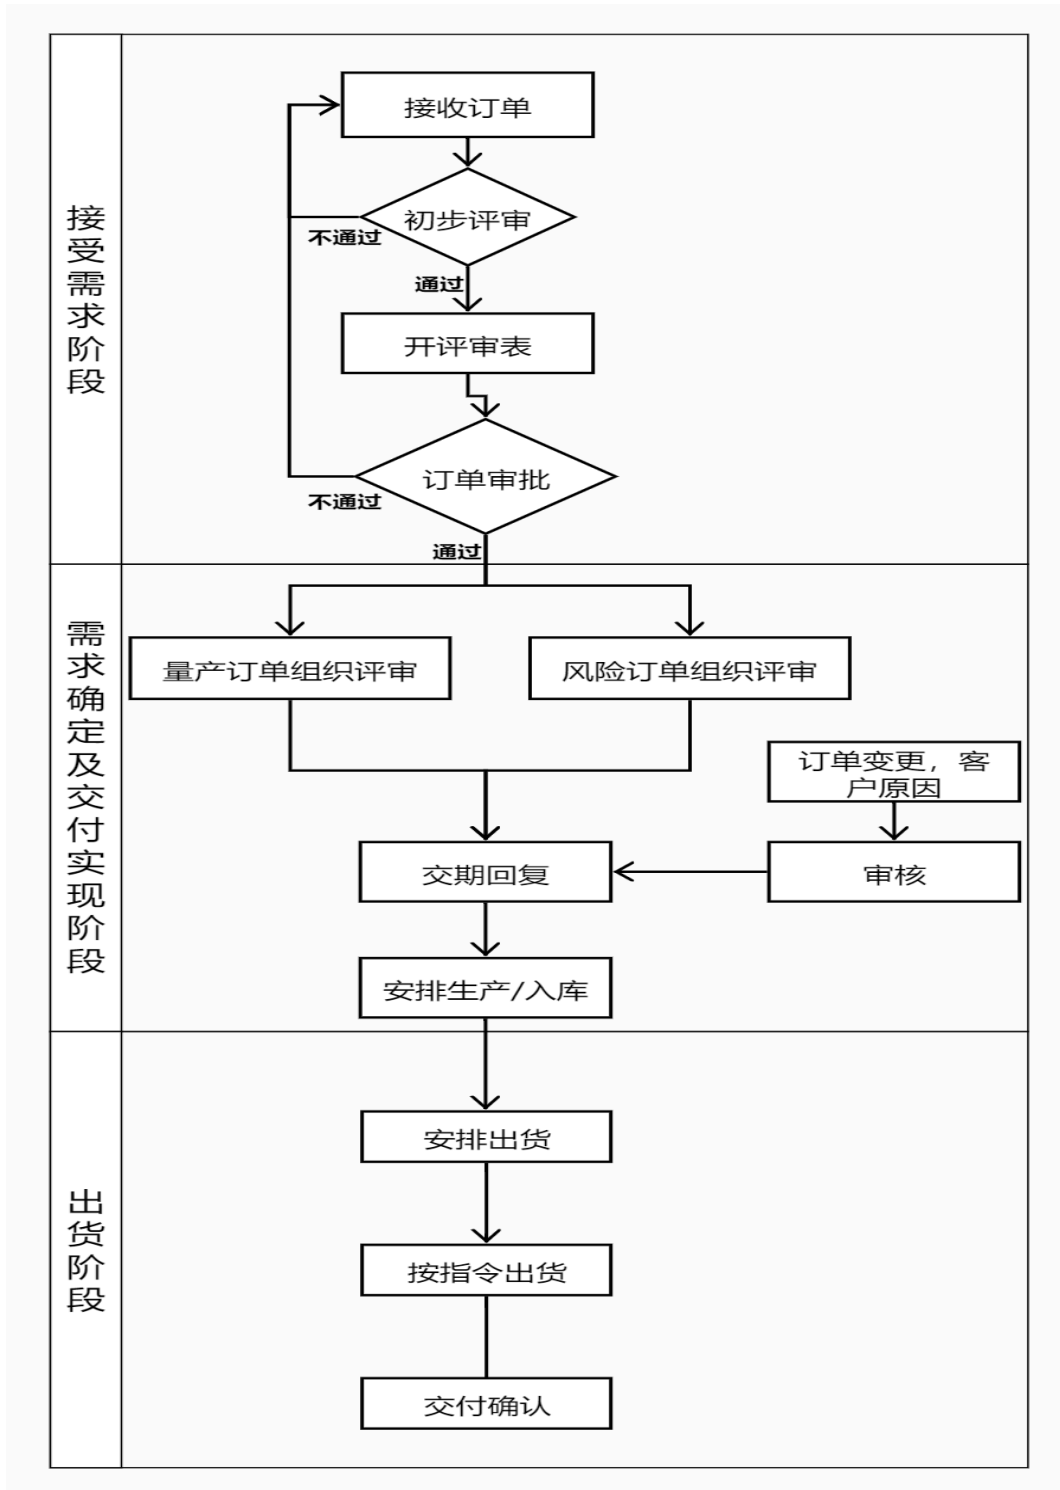 接受需求阶段
接收订单
初步评审
不通过
通过
开评审表
订单审批
不通过
通过
需求确定及交付实现阶段
量产订单组织评审
风险订单组织评审
订单变更，客
户原因
交期回复
审核
安排生产/入库
出货阶段
安排出货
按指令出货
交付确认